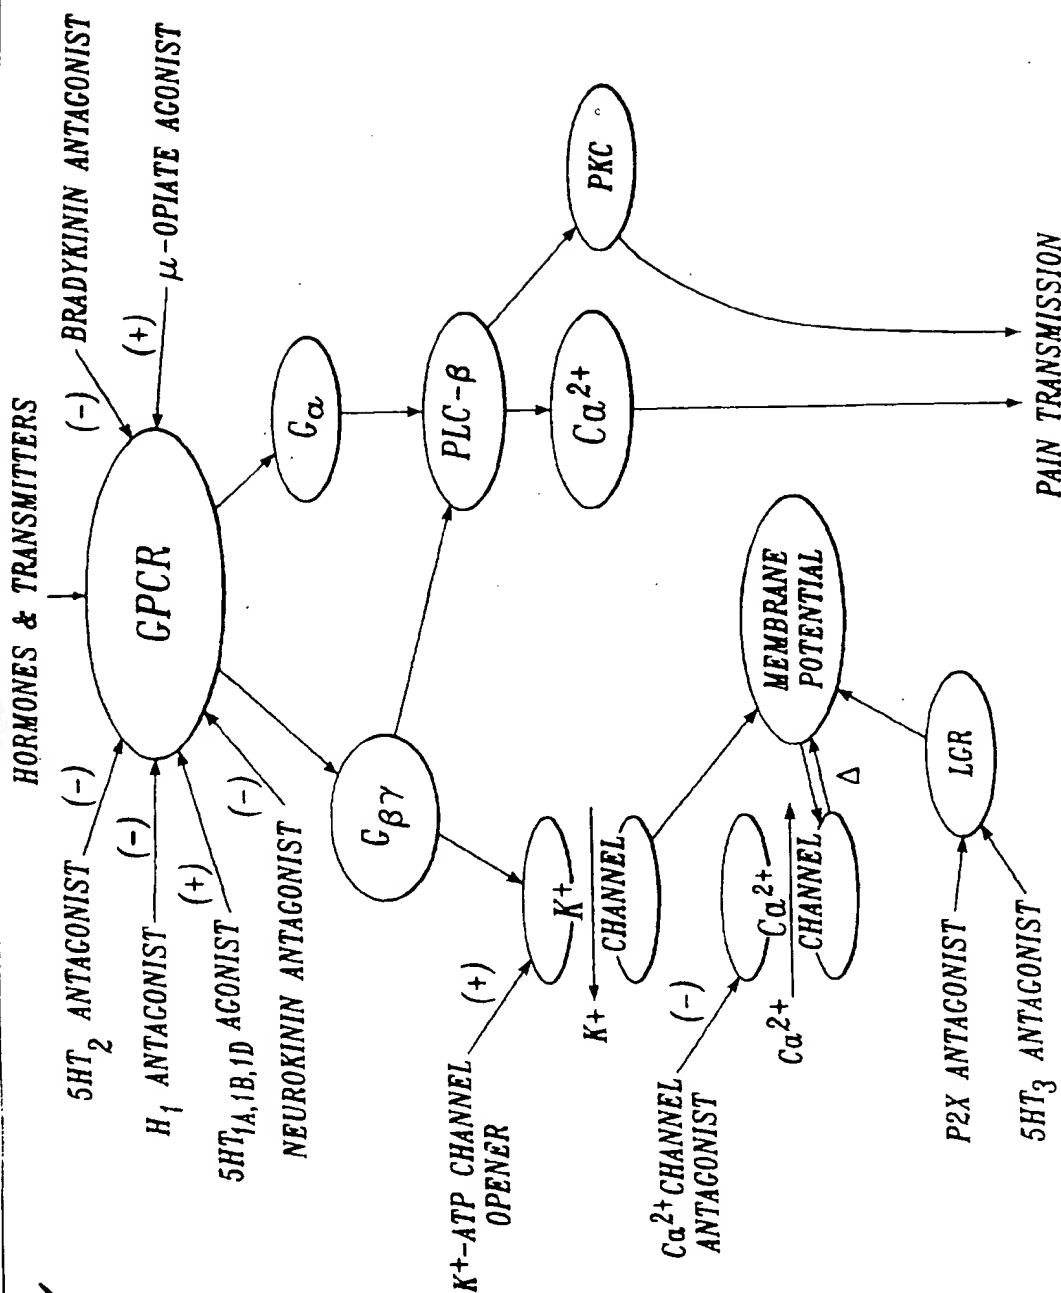 HORMONES & TRANSMITTERS
5HT2 ANTAGONIST
(-)
H1 ANTAGONIST
(-)
5HT1A,1B,1D AGONIST
(+)
NEUROKININ ANTAGONIST
(-)
(-)
BRADYKININ ANTAGONIST
(+)
μ-OPIATE AGONIST
GPCR
Gα
Gβγ
PLC-β
PKC
Ca2+
K+-ATP CHANNEL
OPENER
(+)
K+
K+
CHANNEL
Ca2+CHANNEL
ANTAGONIST
(-)
Ca2+
Ca2+
CHANNEL
MEMBRANE
POTENTIAL
Δ
LGR
P2X ANTAGONIST
5HT3 ANTAGONIST
PAIN TRANSMISSION